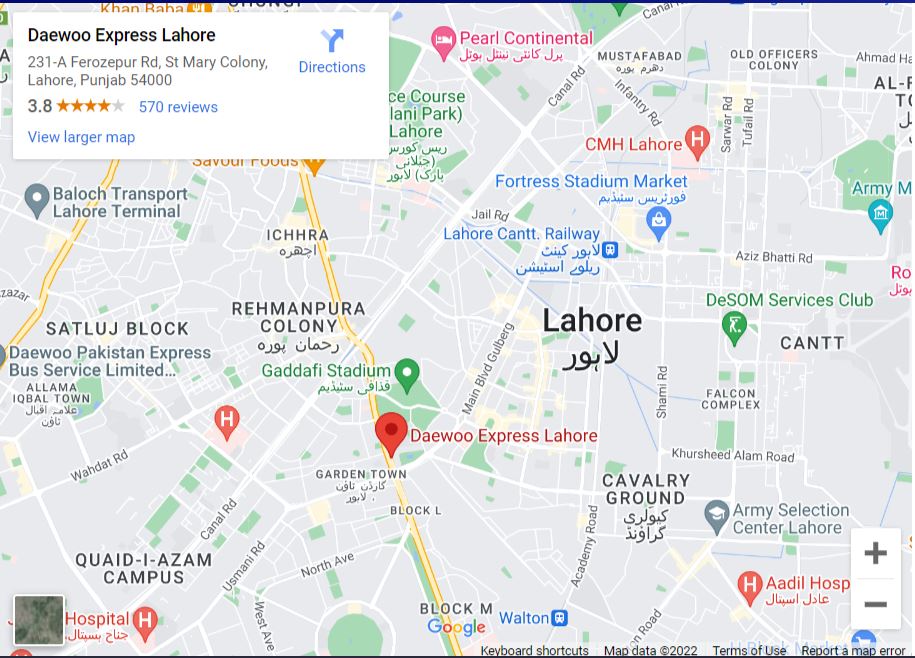 Khan Baba
Canal
Daewoo Express Lahore
231-A Ferozepur Rd, St Mary Colony,
Lahore, Punjab 54000
3.8
570 reviews
View larger map
Directions
Pearl Continental
پرل کانٹی نینٹل ہوٹل
MUSTAFABAD
دھرم پورہ
OLD OFFICERS
COLONY
Ahmad Ha
ce Course
lani Park)
Lahore
ریس کورس
(جیلانی
پارک) لاہور
Canal Rd
Infantry Rd
Sarwar Rd
Tufail Rd
CMH Lahore
Savour Foods
Fortress Stadium Market
فورٹریس سٹیڈیم
Army M
Baloch Transport
Lahore Terminal
Jail Rd
ICHHRA
اچھرہ
Lahore Cantt. Railway
لاہور کینٹ
ریلوے اسٹیشن
Aziz Bhatti Rd
Ro
DeSOM Services Club
REHMANPURA
COLONY
رحمان پورہ
SATLUJ BLOCK
Lahore
لاہور
CANTT
Daewoo Pakistan Express
Bus Service Limited...
Main Blvd Gulberg
Gaddafi Stadium
قذافی سٹیڈیم
ALLAMA
IQBAL TOWN
علامہ اقبال
ٹاؤن
Shami Rd
FALCON
COMPLEX
Daewoo Express Lahore
Wahdat Rd
Khursheed Alam Road
GARDEN TOWN
گارڈن ٹاؤن
، لاہور
CAVALRY
GROUND
کیولری
گراؤنڈ
BLOCK L
Canal Rd
Army Selection
Center Lahore
Academy Road
QUAID-I-AZAM
CAMPUS
Usmani Rd
North Ave
Aadil Hosp
عادل اسپتال
West Ave
Hospital
جناح ہسپتال
BLOCK M
Walton
Google
Keyboard shortcuts
Map data ©2022
Terms of Use
Report a map error